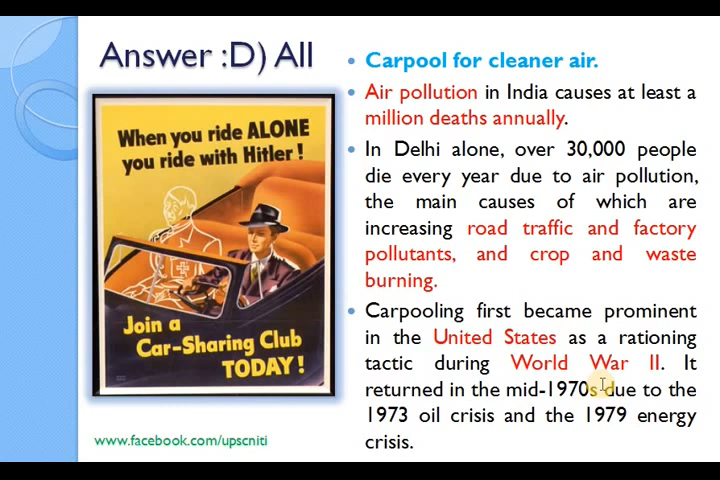 Answer :D) All
When you ride ALONE
you ride with Hitler !
Join a
Car-Sharing Club
TODAY !
www.facebook.com/upscniti
• Carpool for cleaner air.
• Air pollution in India causes at least a
million deaths annually.
• In Delhi alone, over 30,000 people
die every year due to air pollution,
the main causes of which are
increasing road traffic and factory
pollutants, and crop and waste
burning.
• Carpooling first became prominent
in the United States as a rationing
tactic during World War II. It
returned in the mid-1970s due to the
1973 oil crisis and the 1979 energy
crisis.